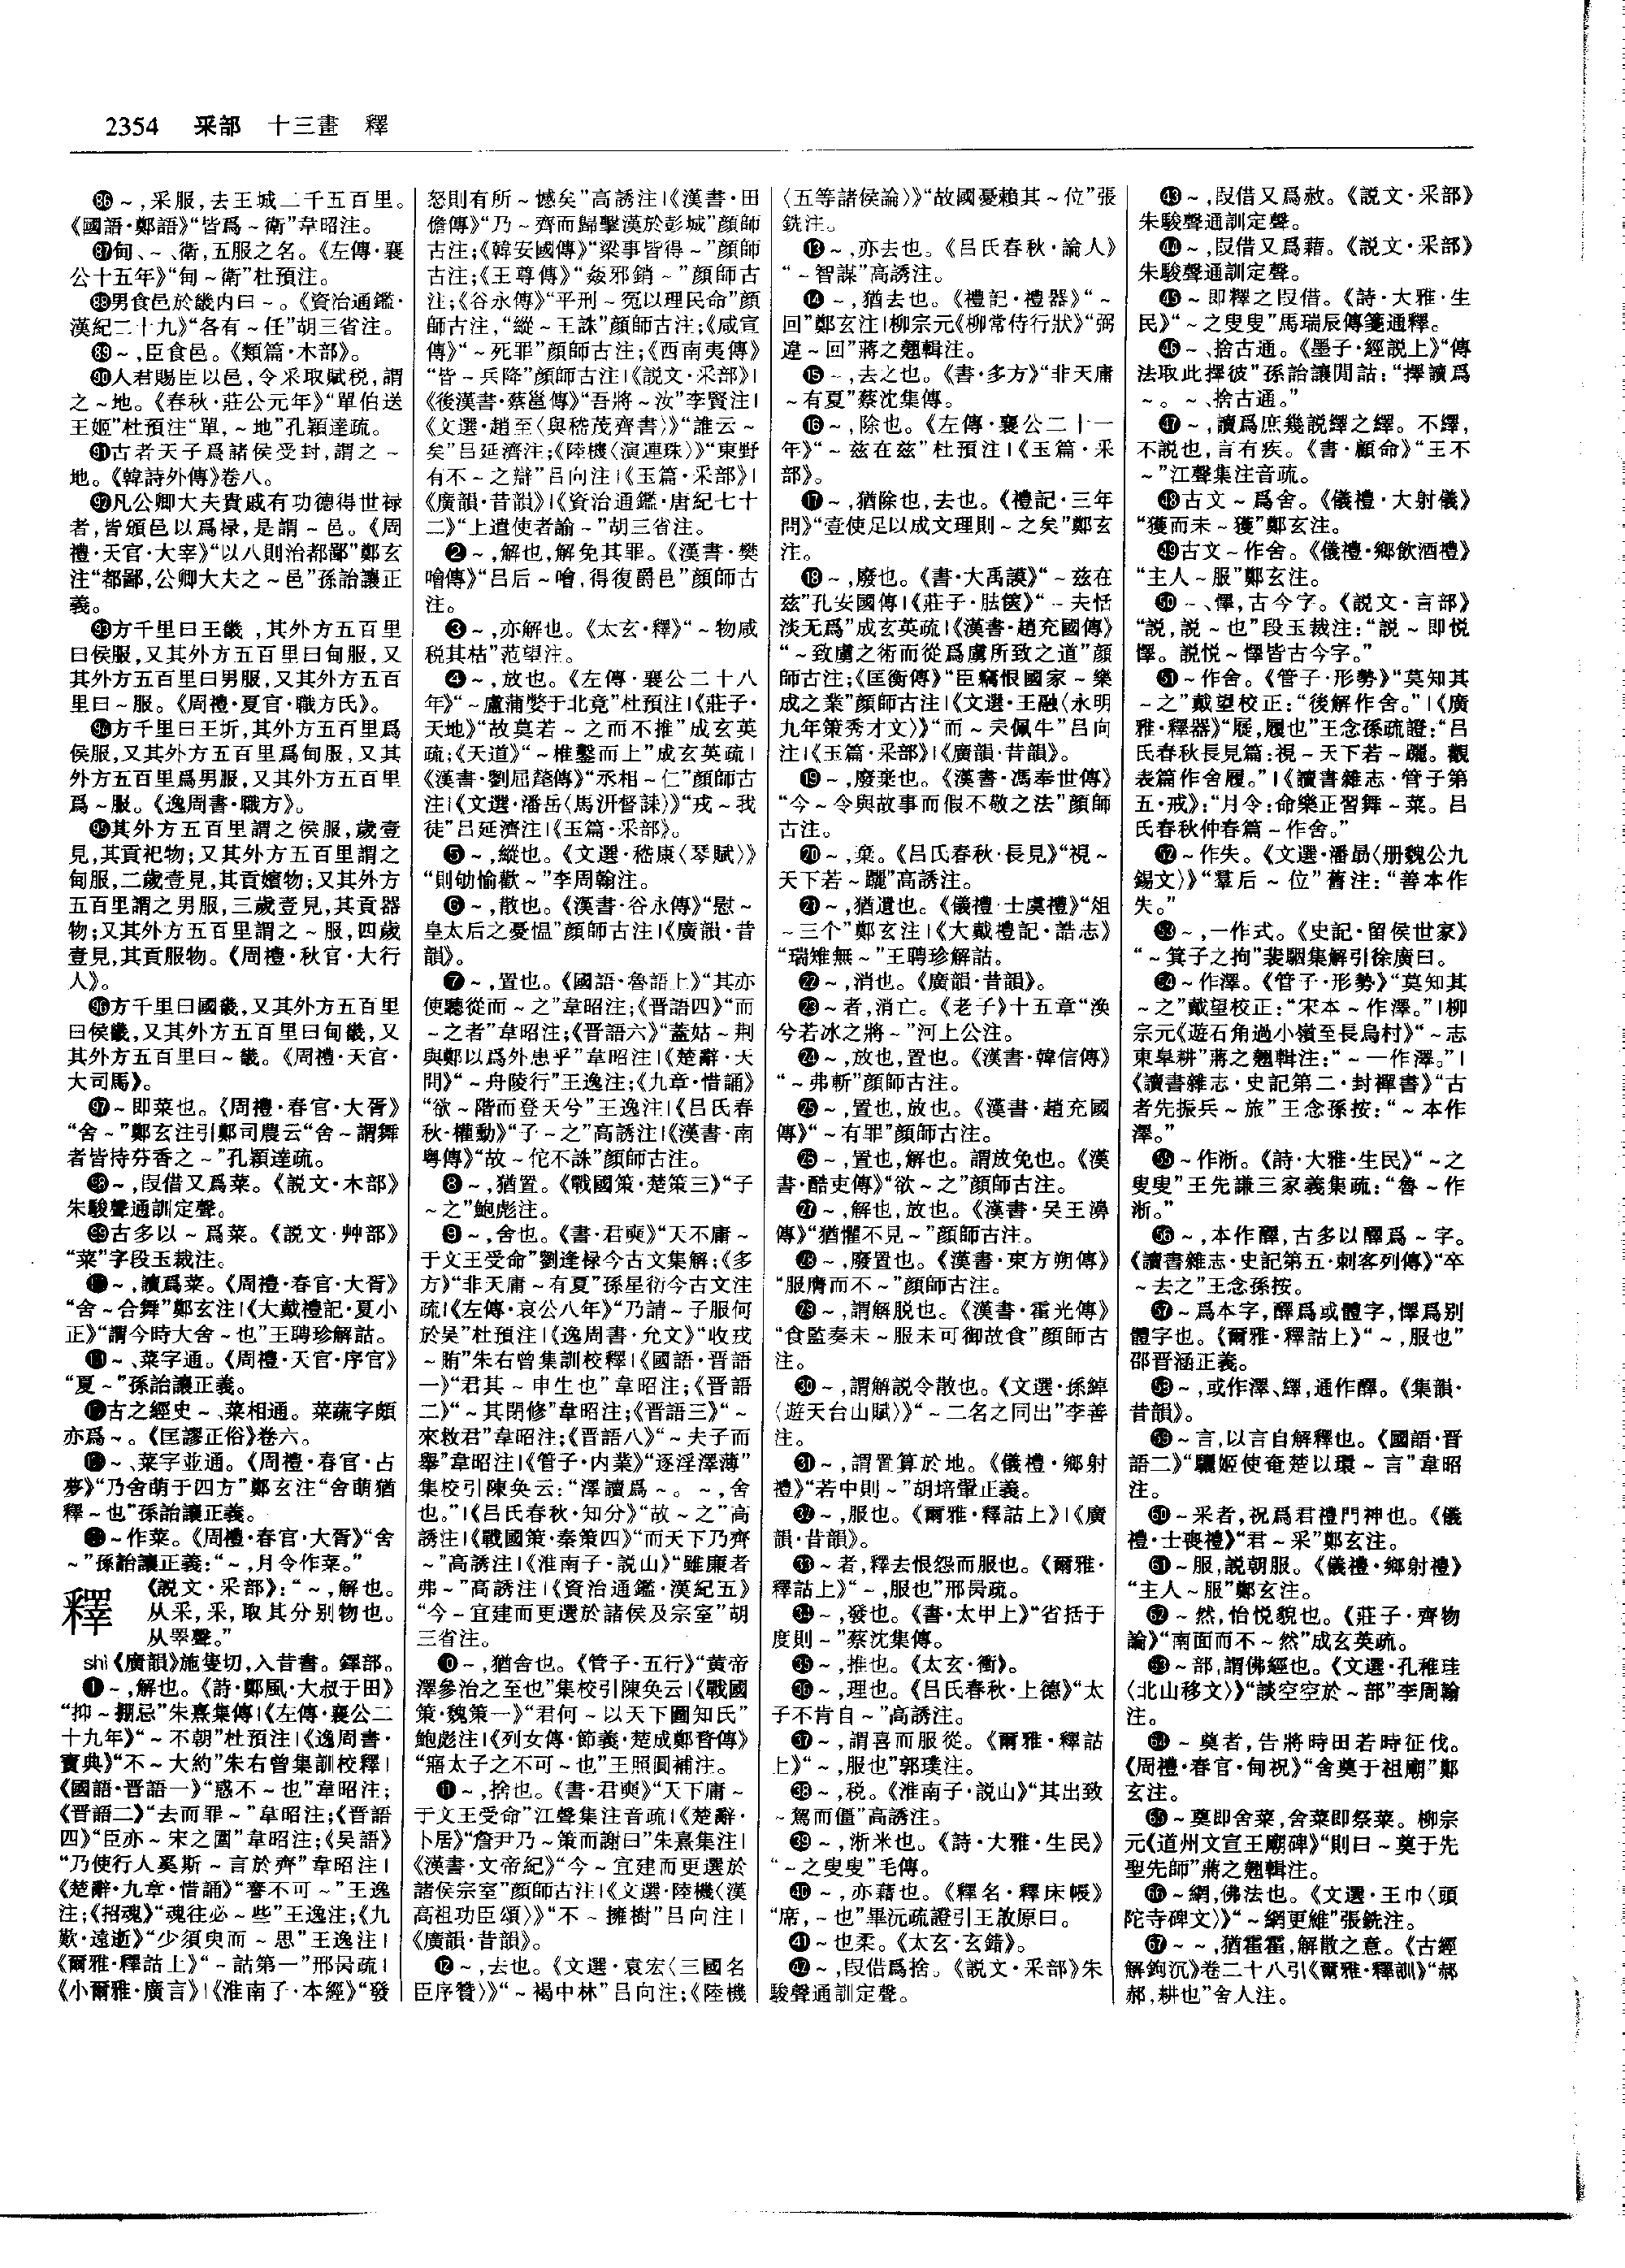 2354 采部 十三畫 釋
㊏~,采服,去王城二千五百里。
《國語·鄭語》“皆爲~衛”韋昭注。
87甸、~、衛,五服之名。《左傳·襄
公十五年》“甸~衛”杜預注。
88男食邑於畿内曰~。《資治通鑑·
漢紀二十九》“各有~任”胡三省注。
89~,臣食邑。《類篇·木部》。
90人君賜臣以邑,令采取賦税,謂
之~地。《春秋·莊公元年》“單伯送
王姬”杜預注“單,~地”孔穎達疏。
91古者天子爲諸侯受封,謂之~
地。《韓詩外傳》卷八。
92凡公卿大夫貴戚有功德得世禄
者,皆頒邑以爲禄,是謂~邑。《周
禮·天官·大宰》“以八則治都鄙”鄭玄
注“都鄙,公卿大夫之~邑”孫詒讓正
義。
93方千里曰王畿,其外方五百里
曰侯服,又其外方五百里曰甸服,又
其外方五百里曰男服,又其外方五百
里曰~服。《周禮·夏官·職方氏》。
94方千里曰王圻,其外方五百里爲
侯服,又其外方五百里爲甸服,又其
外方五百里爲男服,又其外方五百里
爲~服。《逸周書·職方》。
95其外方五百里謂之侯服,歲壹
見,其貢祀物;又其外方五百里謂之
甸服,二歲壹見,其貢嬪物;又其外方
五百里謂之男服,三歲壹見,其貢器
物;又其外方五百里謂之~服,四歲
壹見,其貢服物。《周禮·秋官·大行
人》。
96方千里曰國畿,又其外方五百里
曰侯畿,又其外方五百里曰甸畿,又
其外方五百里曰~畿。《周禮·天官·
大司馬》。
97~即菜也。《周禮·春官·大胥》
“舍~”鄭玄注引鄭司農云“舍~謂舞
者皆持芬香之~”孔穎達疏。
98~,叚借又爲菜。《説文·木部》
朱駿聲通訓定聲。
99古多以~爲菜。《説文·艸部》
“菜”字段玉裁注。
100~,讀爲菜。《周禮·春官·大胥》
“舍~合舞”鄭玄注|《大戴禮記·夏小
正》“謂今時大舍~也”王聘珍解詁。
101~、菜字通。《周禮·天官·序官》
“夏~”孫詒讓正義。
102古之經史~、菜相通。菜蔬字頗
亦爲~。《匡謬正俗》卷六。
103~、菜字並通。《周禮·春官·占
夢》“乃舍萌于四方”鄭玄注“舍萌猶
釋~也”孫詒讓正義。
104~作菜。《周禮·春官·大胥》“舍
~”孫詒讓正義:“~,月令作菜。”
釋 《説文·采部》:“~,解也。
从采,采,取其分别物也。
从睪聲。”
shì《廣韻》施隻切,入昔書。鐸部。
❶~,解也。《詩·鄭風·大叔于田》
“抑~掤忌”朱熹集傳|《左傳·襄公二
十九年》“~不朝”杜預注|《逸周書·
寶典》“不~大約”朱右曾集訓校釋|
《國語·晋語一》“惑不~也”韋昭注;
《晋語二》“去而罪~”韋昭注;《晋語
四》“臣亦~宋之圍”韋昭注;《吴語》
“乃使行人奚斯~言於齊”韋昭注|
《楚辭·九章·惜誦》“謇不可~”王逸
注;《招魂》“魂往必~些”王逸注;《九
歎·遠逝》“少須臾而~思”王逸注|
《爾雅·釋詁上》“~詁第一”邢昺疏|
《小爾雅·廣言》|《淮南子·本經》“發
怒則有所~憾矣”高誘注|《漢書·田
儋傳》“乃~齊而歸擊漢於彭城”顔師
古注;《韓安國傳》“梁事皆得~”顔師
古注;《王尊傳》“姦邪銷~”顔師古
注;《谷永傳》“平刑~冤以理民命”顔
師古注,“縱~王誅”顔師古注;《咸宣
傳》“~死罪”顔師古注;《西南夷傳》
“皆~兵降”顔師古注|《説文·采部》|
《後漢書·蔡邕傳》“吾將~汝”李賢注|
《文選·趙至〈與嵇茂齊書〉》“誰云~
矣”吕延濟注;《陸機〈演連珠〉》“東野
有不~之辯”吕向注|《玉篇·采部》|
《廣韻·昔韻》|《資治通鑑·唐紀七十
二》“上遣使者諭~”胡三省注。
❷~,解也,解免其罪。《漢書·樊
噲傳》“吕后~噲,得復爵邑”顔師古
注。
❸~,亦解也。《太玄·釋》“~物咸
税其枯”范望注。
❹~,放也。《左傳·襄公二十八
年》“~盧蒲嫳于北竟”杜預注|《莊子·
天地》“故莫若~之而不推”成玄英
疏;《天道》“~椎鑿而上”成玄英疏|
《漢書·劉屈氂傳》“丞相~仁”顔師古
注|《文選·潘岳〈馬汧督誄〉》“戎~我
徒”吕延濟注|《玉篇·采部》。
❺~,縱也。《文選·嵇康〈琴賦〉》
“則劬愉歡~”李周翰注。
❻~,散也。《漢書·谷永傳》“慰~
皇太后之憂愠”顔師古注|《廣韻·昔
韻》。
❼~,置也。《國語·魯語上》“其亦
使聽從而~之”韋昭注;《晋語四》“而
~之者”韋昭注;《晋語六》“蓋姑~荆
與鄭以爲外患乎”韋昭注|《楚辭·天
問》“~舟陵行”王逸注;《九章·惜誦》
“欲~階而登天兮”王逸注|《吕氏春
秋·權勳》“子~之”高誘注|《漢書·南
粤傳》“故~佗不誅”顔師古注。
❽~,猶置。《戰國策·楚策三》“子
~之”鮑彪注。
❾~,舍也。《書·君奭》“天不庸~
于文王受命”劉逢禄今古文集解;《多
方》“非天庸~有夏”孫星衍今古文注
疏|《左傳·哀公八年》“乃請~子服何
於吴”杜預注|《逸周書·允文》“收戎
~賄”朱右曾集訓校釋|《國語·晋語
一》“君其~申生也”韋昭注;《晋語
二》“~其閉修”韋昭注;《晋語三》“~
來救君”韋昭注;《晋語八》“~夫子而
舉”韋昭注|《管子·内業》“逐淫澤薄”
集校引陳奂云:“澤讀爲~。~,舍
也。”|《吕氏春秋·知分》“故~之”高
誘注|《戰國策·秦策四》“而天下乃齊
~”高誘注|《淮南子·説山》“雖廉者
弗~”高誘注|《資治通鑑·漢紀五》
“今~宜建而更選於諸侯及宗室”胡
三省注。
❿~,猶舍也。《管子·五行》“黄帝
澤參治之至也”集校引陳奂云|《戰國
策·魏策一》“君何~以天下圖知氏”
鮑彪注|《列女傳·節義·楚成鄭瞀傳》
“寤太子之不可~也”王照圓補注。
⓫~,捨也。《書·君奭》“天下庸~
于文王受命”江聲集注音疏|《楚辭·
卜居》“詹尹乃~策而謝曰”朱熹集注|
《漢書·文帝紀》“今~宜建而更選於
諸侯宗室”顔師古注|《文選·陸機〈漢
高祖功臣頌〉》“不~擁樹”吕向注|
《廣韻·昔韻》。
⓬~,去也。《文選·袁宏〈三國名
臣序贊〉》“~褐中林”吕向注;《陸機
〈五等諸侯論〉》“故國憂賴其~位”張
銑注。
⓭~,亦去也。《吕氏春秋·論人》
“~智謀”高誘注。
⓮~,猶去也。《禮記·禮器》“~
回”鄭玄注|柳宗元《柳常侍行狀》“弼
違~回”蔣之翹輯注。
⓯~,去之也。《書·多方》“非天庸
~有夏”蔡沈集傳。
⓰~,除也。《左傳·襄公二十一
年》“~兹在兹”杜預注|《玉篇·采
部》。
⓱~,猶除也,去也。《禮記·三年
問》“壹使足以成文理則~之矣”鄭玄
注。
⓲~,廢也。《書·大禹謨》“~兹在
兹”孔安國傳|《莊子·胠篋》“~夫恬
淡无爲”成玄英疏|《漢書·趙充國傳》
“~致虜之術而從爲虜所致之道”顔
師古注;《匡衡傳》“臣竊恨國家~樂
成之業”顔師古注|《文選·王融〈永明
九年策秀才文〉》“而~耒佩牛”吕向
注|《玉篇·采部》|《廣韻·昔韻》。
⓳~,廢棄也。《漢書·馮奉世傳》
“今~令與故事而假不敬之法”顔師
古注。
⓴~,棄。《吕氏春秋·長見》“視~
天下若~躧”高誘注。
21~,猶遺也。《儀禮·士虞禮》“俎
~三个”鄭玄注|《大戴禮記·誥志》
“瑞雉無~”王聘珍解詁。
22~,消也。《廣韻·昔韻》。
23~者,消亡。《老子》十五章“涣
兮若冰之將~”河上公注。
24~,放也,置也。《漢書·韓信傳》
“~弗斬”顔師古注。
25~,置也,放也。《漢書·趙充國
傳》“~有罪”顔師古注。
26~,置也,解也。謂放免也。《漢
書·酷吏傳》“欲~之”顔師古注。
27~,解也,放也。《漢書·吴王濞
傳》“猶懼不見~”顔師古注。
28~,廢置也。《漢書·東方朔傳》
“服膺而不~”顔師古注。
29~,謂解脱也。《漢書·霍光傳》
“食監奏未~服未可御故食”顔師古
注。
30~,謂解説令散也。《文選·孫綽
〈遊天台山賦〉》“~二名之同出”李善
注。
31~,謂置算於地。《儀禮·鄉射
禮》“若中則~”胡培翬正義。
32~,服也。《爾雅·釋詁上》|《廣
韻·昔韻》。
33~者,釋去恨怨而服也。《爾雅·
釋詁上》“~,服也”邢昺疏。
34~,發也。《書·太甲上》“省括于
度則~”蔡沈集傳。
35~,推也。《太玄·衝》。
36~,理也。《吕氏春秋·上德》“太
子不肯自~”高誘注。
37~,謂喜而服從。《爾雅·釋詁
上》“~,服也”郭璞注。
38~,税。《淮南子·説山》“其出致
~駕而僵”高誘注。
39~,淅米也。《詩·大雅·生民》
“~之叟叟”毛傳。
40~,亦藉也。《釋名·釋床帳》
“席,~也”畢沅疏證引王啟原曰。
41~也柔。《太玄·玄錯》。
42~,叚借爲捨。《説文·采部》朱
駿聲通訓定聲。
43~,叚借又爲赦。《説文·采部》
朱駿聲通訓定聲。
44~,叚借又爲藉。《説文·采部》
朱駿聲通訓定聲。
45~即釋之叚借。《詩·大雅·生
民》“~之叟叟”馬瑞辰傳箋通釋。
46~、捨古通。《墨子·經説上》“傳
法取此擇彼”孫詒讓閒詁:“擇讀爲
~。~、捨古通。”
47~,讀爲庶幾説繹之繹。不繹,
不説也,言有疾。《書·顧命》“王不
~”江聲集注音疏。
48古文~爲舍。《儀禮·大射儀》
“獲而未~獲”鄭玄注。
49古文~作舍。《儀禮·鄉飲酒禮》
“主人~服”鄭玄注。
50~、懌,古今字。《説文·言部》
“説,説~也”段玉裁注:“説~即悦
懌。説悦~懌皆古今字。”
51~作舍。《管子·形勢》“莫知其
~之”戴望校正:“後解作舍。”|《廣
雅·釋器》“屣,履也”王念孫疏證:“吕
氏春秋長見篇:視~天下若~躧。觀
表篇作舍履。”|《讀書雜志·管子第
五·戒》:“月令:命樂正習舞~菜。吕
氏春秋仲春篇~作舍。”
52~作失。《文選·潘勗〈册魏公九
錫文〉》“羣后~位”舊注:“善本作
失。”
53~,一作式。《史記·留侯世家》
“~箕子之拘”裴駰集解引徐廣曰。
54~作澤。《管子·形勢》“莫知其
~之”戴望校正:“宋本~作澤。”|柳
宗元《遊石角過小嶺至長烏村》“~志
東皋耕”蔣之翹輯注:“~一作澤。”|
《讀書雜志·史記第二·封禪書》“古
者先振兵~旅”王念孫按:“~本作
澤。”
55~作淅。《詩·大雅·生民》“~之
叟叟”王先謙三家義集疏:“魯~作
淅。”
56~,本作醳,古多以醳爲~字。
《讀書雜志·史記第五·刺客列傳》“卒
~去之”王念孫按。
57~爲本字,醳爲或體字,懌爲别
體字也。《爾雅·釋詁上》“~,服也”
邵晋涵正義。
58~,或作澤、繹,通作醳。《集韻·
昔韻》。
59~言,以言自解釋也。《國語·晋
語二》“驪姬使奄楚以環~言”韋昭
注。
60~采者,祝爲君禮門神也。《儀
禮·士喪禮》“君~采”鄭玄注。
61~服,説朝服。《儀禮·鄉射禮》
“主人~服”鄭玄注。
62~然,怡悦貌也。《莊子·齊物
論》“南面而不~然”成玄英疏。
63~部,謂佛經也。《文選·孔稚珪
〈北山移文〉》“談空空於~部”李周翰
注。
64~奠者,告將時田若時征伐。
《周禮·春官·甸祝》“舍奠于祖廟”鄭
玄注。
65~奠即舍菜,舍菜即祭菜。柳宗
元《道州文宣王廟碑》“則曰~奠于先
聖先師”蔣之翹輯注。
66~網,佛法也。《文選·王巾〈頭
陀寺碑文〉》“~網更維”張銑注。
67~~,猶霍霍,解散之意。《古經
解鉤沉》卷二十八引《爾雅·釋訓》“郝
郝,耕也”舍人注。